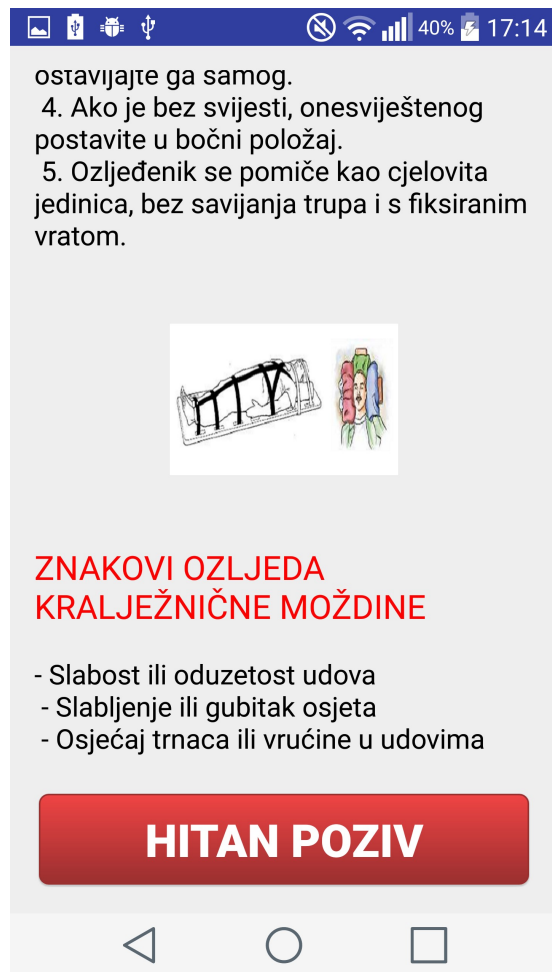 40% 17:14
ostavljajte ga samog.
4. Ako je bez svijesti, onesviještenog
postavite u bočni položaj.
5. Ozljeđenik se pomiče kao cjelovita
jedinica, bez savijanja trupa i s fiksiranim
vratom.
ZNAKOVI OZLJEDA
KRALJEŽNIČNE MOŽDINE
- Slabost ili oduzetost udova
- Slabljenje ili gubitak osjeta
- Osjećaj trnaca ili vrućine u udovima
HITAN POZIV